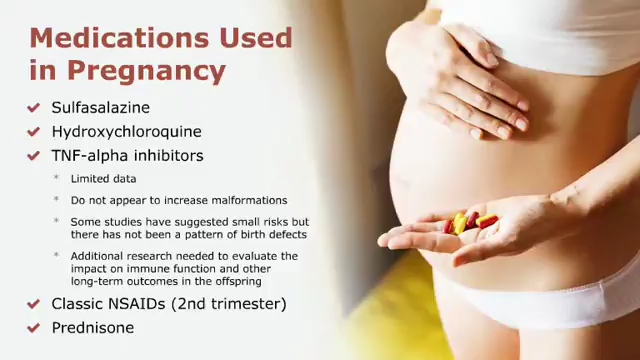 Medications Used
in Pregnancy
✔ Sulfasalazine
✔ Hydroxychloroquine
✔ TNF-alpha inhibitors
* Limited data
* Do not appear to increase malformations
* Some studies have suggested small risks but
there has not been a pattern of birth defects
* Additional research needed to evaluate the
impact on immune function and other
long-term outcomes in the offspring
✔ Classic NSAIDs (2nd trimester)
✔ Prednisone